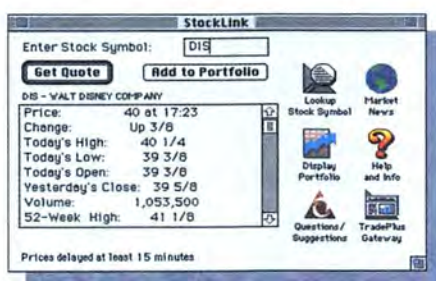 StockLink
Enter Stock Symbol: DIS
Get Quote Add to Portfolio
DIS - WALT DISNEY COMPANY
Price: 40 at 17:23
Change: Up 3/8
Today's High: 40 1/4
Today's Low: 39 3/8
Today's Open: 39 3/8
Yesterday's Close: 39 5/8
Volume: 1,053,500
52-Week High: 41 1/8
Prices delayed at least 15 minutes
Lookup
Stock Symbol
Market
News
Display
Portfolio
Help
and Info
Questions/
Suggestions
TradePlus
Gateway